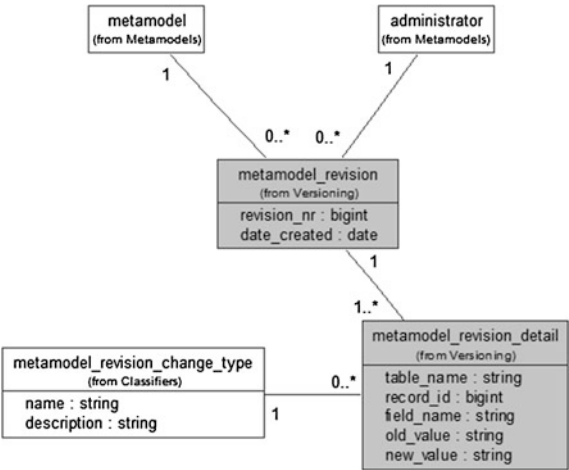 metamodel
(from Metamodels)
administrator
(from Metamodels)
1
1
0..*
0..*
metamodel_revision
(from Versioning)
revision_nr : bigint
date_created : date
1
1..*
metamodel_revision_detail
(from Versioning)
table_name : string
record_id : bigint
field_name : string
old_value : string
new_value : string
metamodel_revision_change_type
(from Classifiers)
name : string
description : string
0..*
1